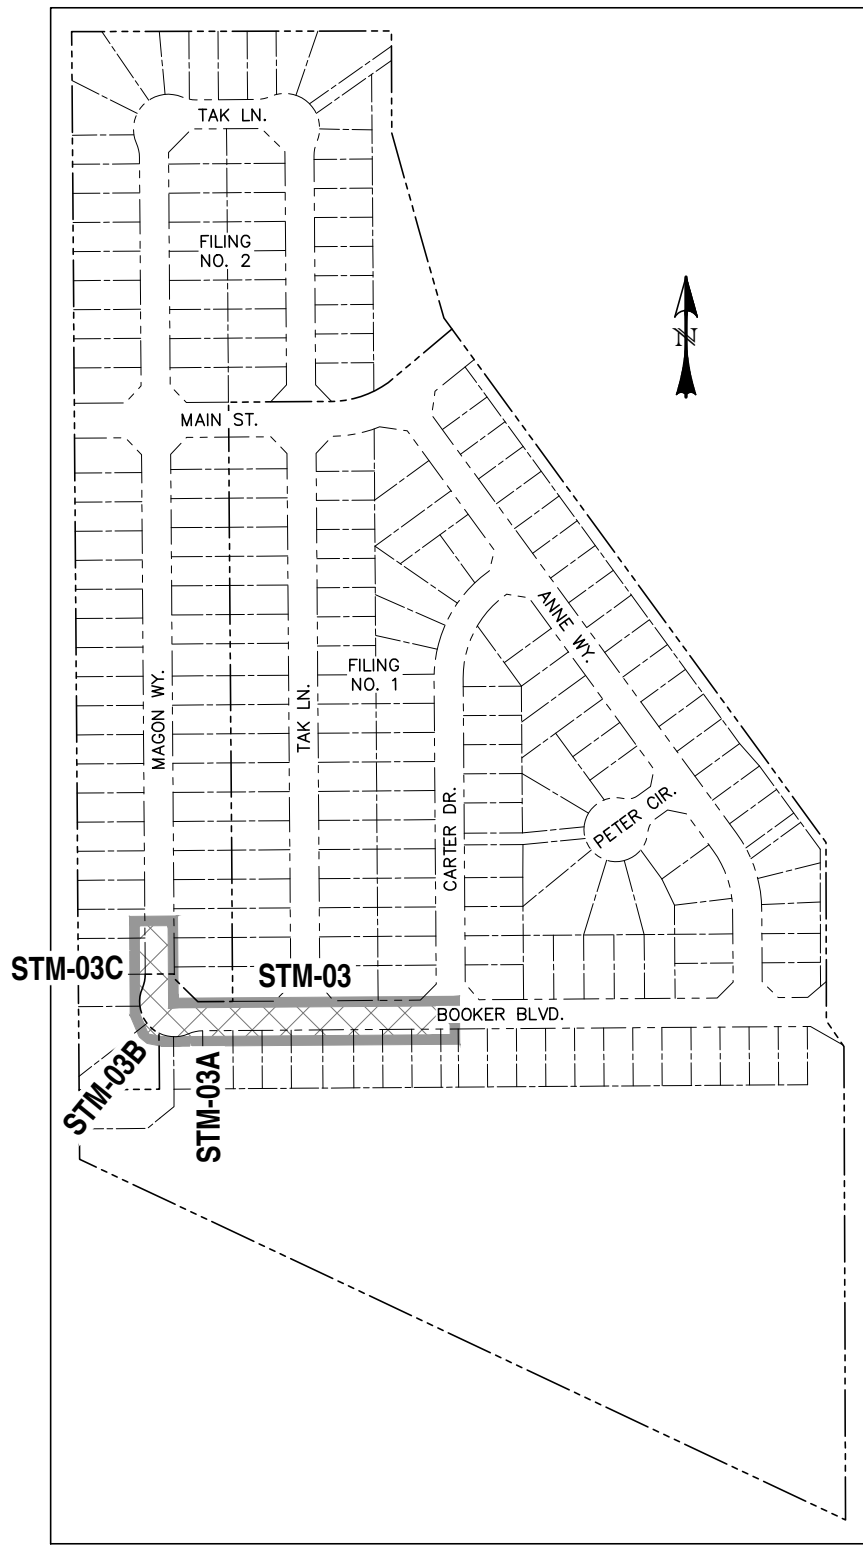 TAK LN.
FILING
NO. 2
N
MAIN ST.
ANNE WY.
FILING
NO. 1
MAGON WY.
TAK LN.
PETER CIR.
CARTER DR.
STM-03C
STM-03
BOOKER BLVD.
STM-03B
STM-03A